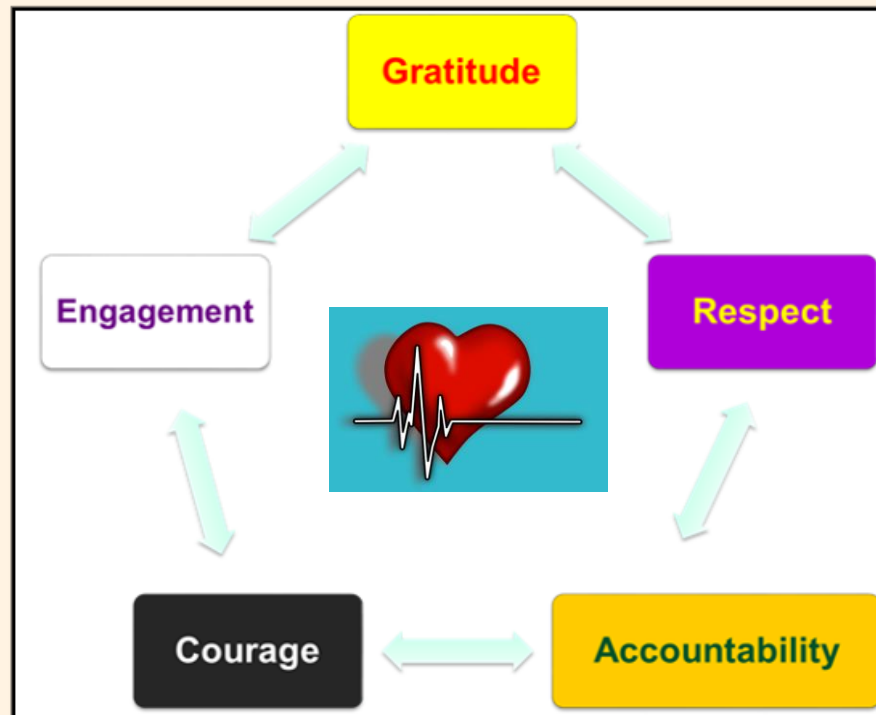 Gratitude
Engagement
Respect
Courage
Accountability